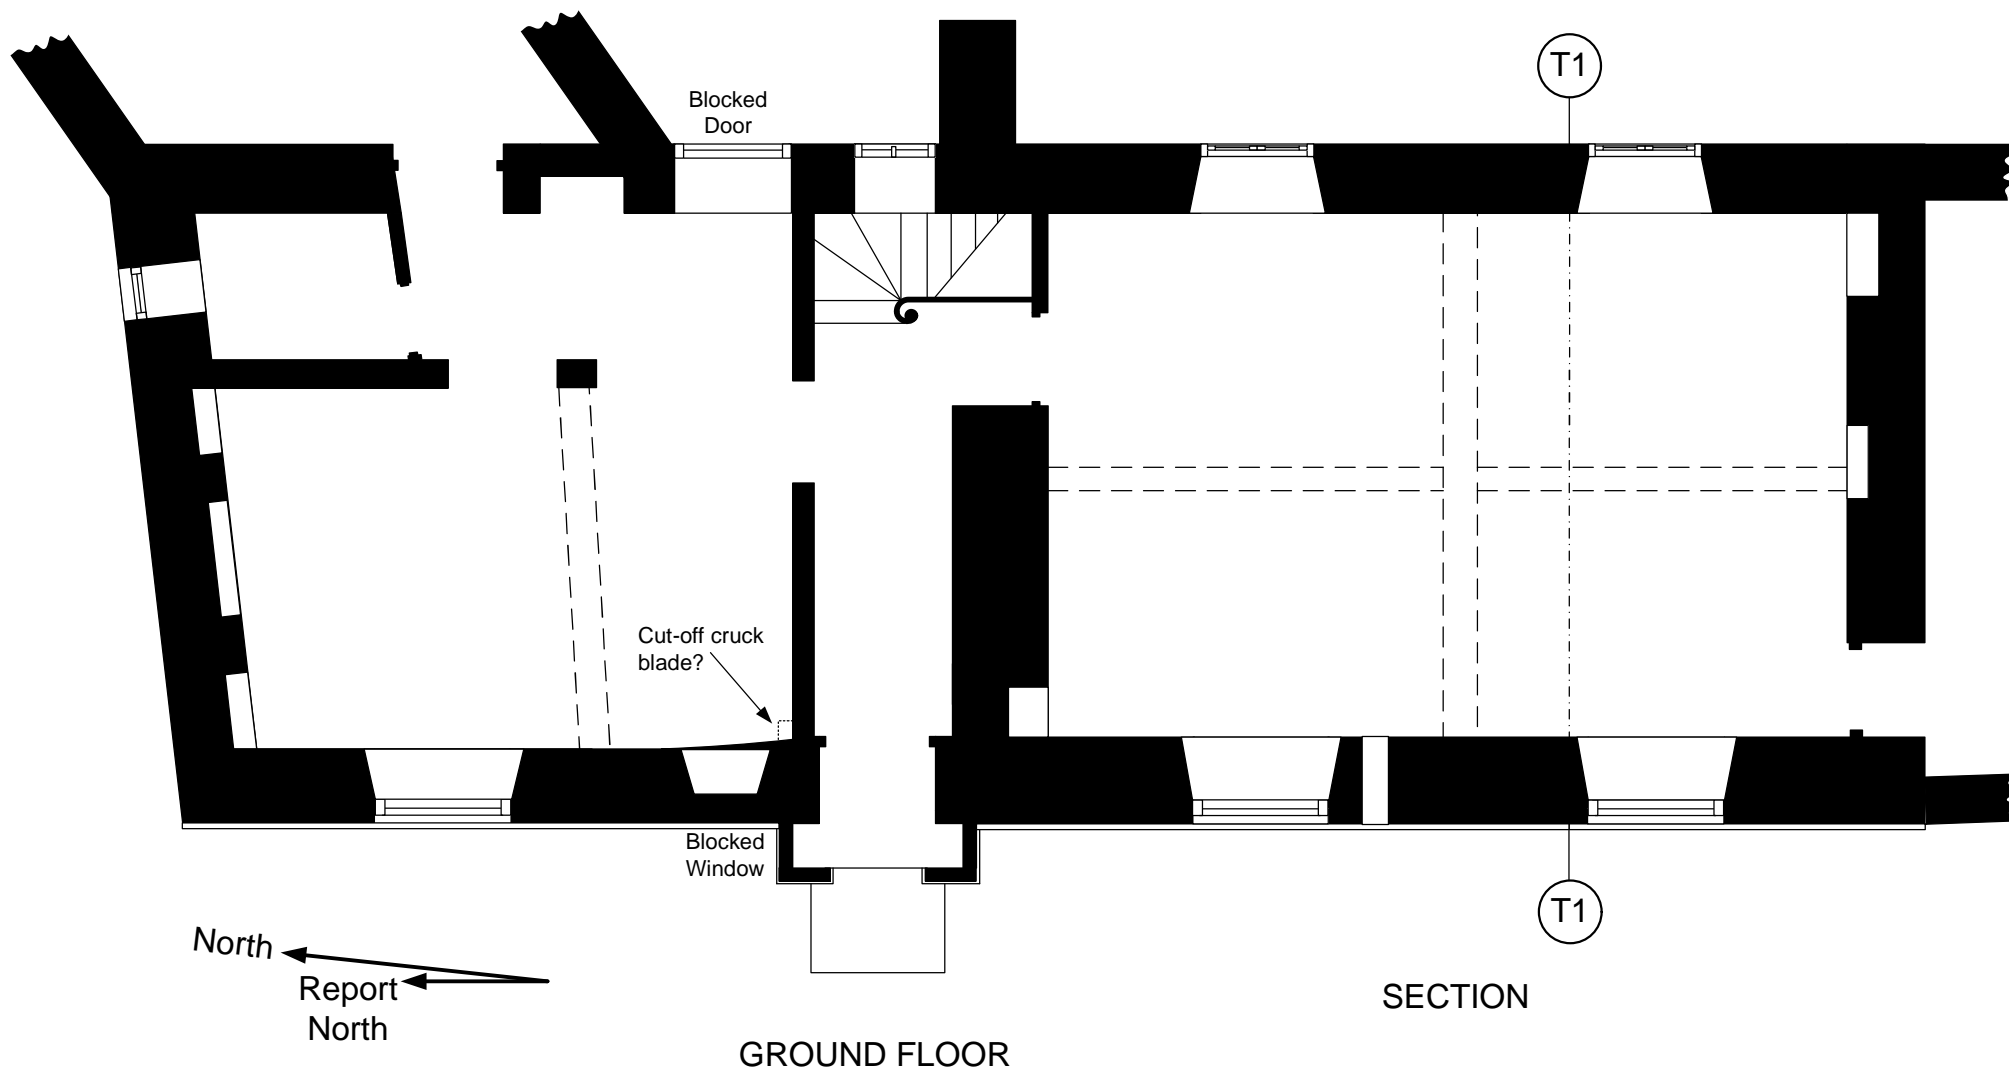 T1
Blocked
Door
Cut-off cruck
blade?
Blocked
Window
T1
North
Report
North
SECTION
GROUND FLOOR